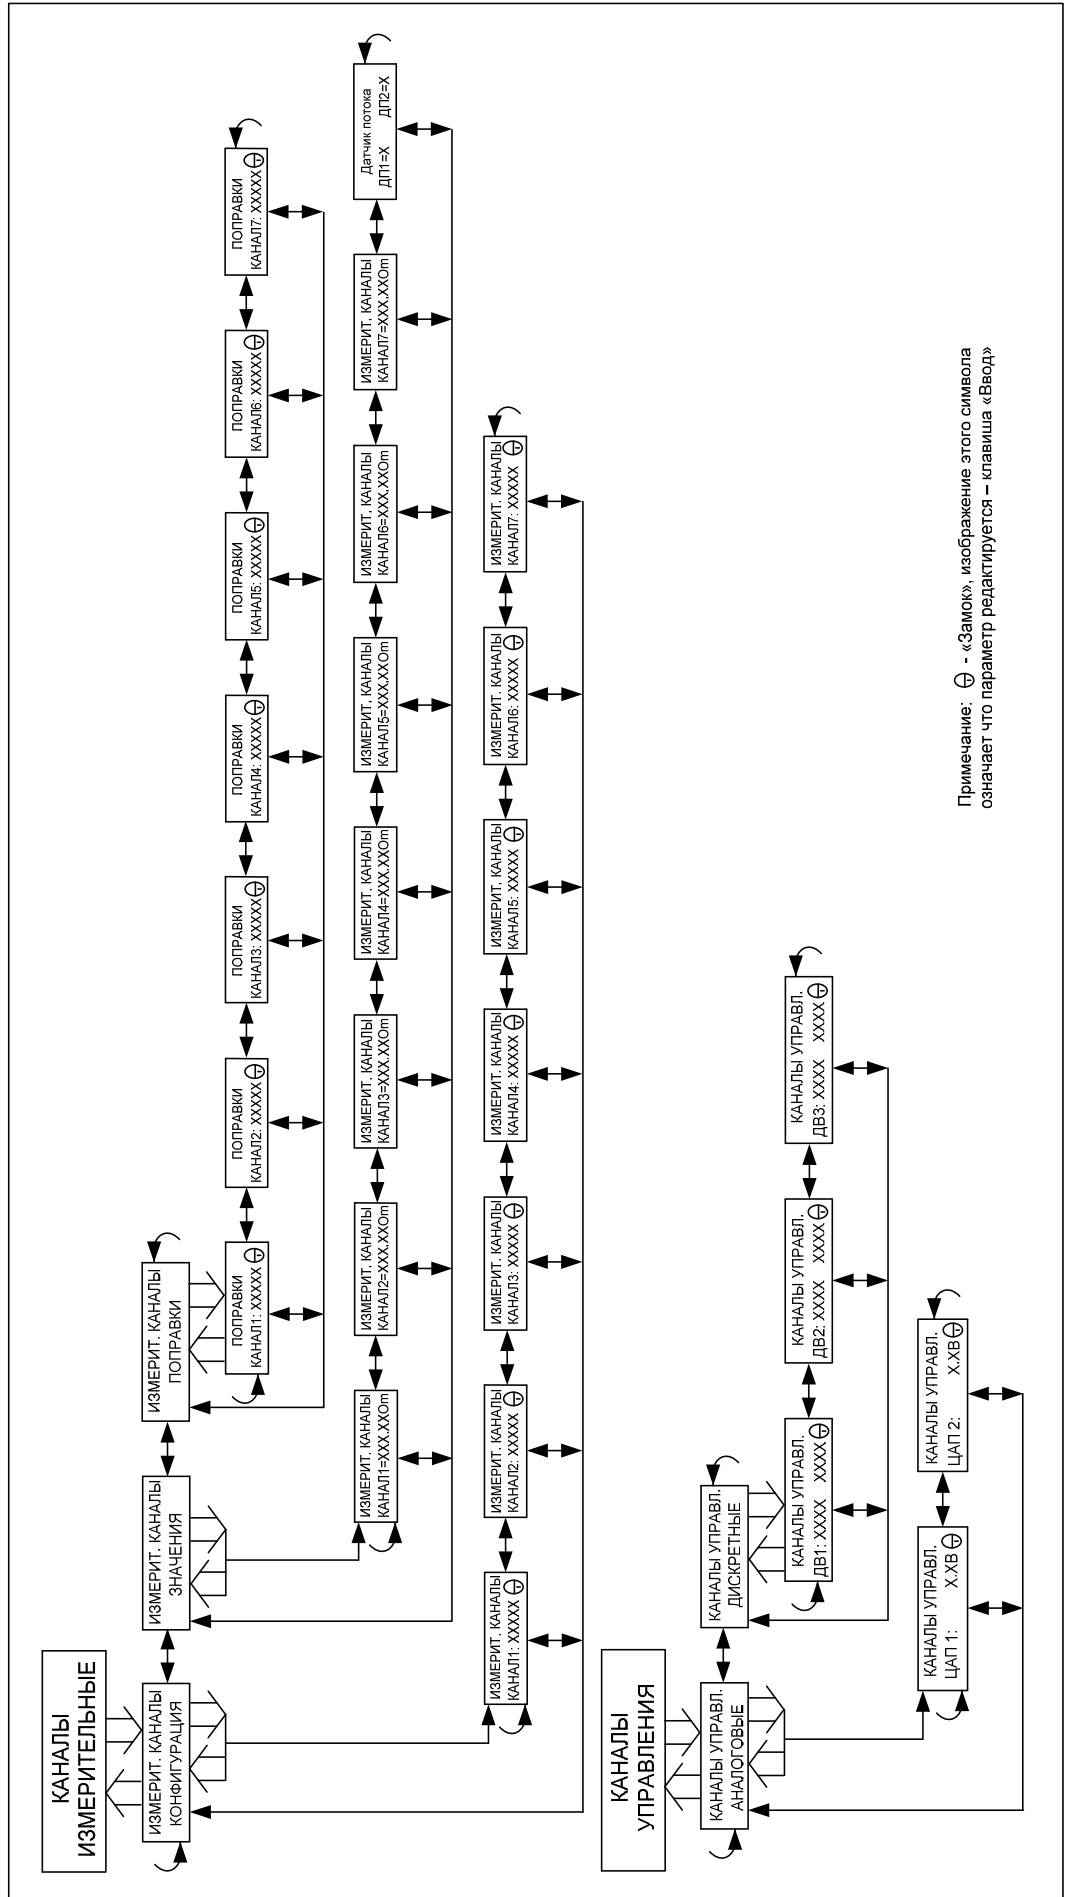 КАНАЛЫ
ИЗМЕРИТЕЛЬНЫЕ
ИЗМЕРИТ. КАНАЛЫ
КОНФИГУРАЦИЯ
ИЗМЕРИТ. КАНАЛЫ
ЗНАЧЕНИЯ
ИЗМЕРИТ. КАНАЛЫ
ПОПРАВКИ
ПОПРАВКИ
КАНАЛ1: XXXXX
ПОПРАВКИ
КАНАЛ2: XXXXX
ПОПРАВКИ
КАНАЛ3: XXXXX
ПОПРАВКИ
КАНАЛ4: XXXXX
ПОПРАВКИ
КАНАЛ5: XXXXX
ПОПРАВКИ
КАНАЛ6: XXXXX
ПОПРАВКИ
КАНАЛ7: XXXXX
ИЗМЕРИТ. КАНАЛЫ
КАНАЛ1=XXX.XXOm
ИЗМЕРИТ. КАНАЛЫ
КАНАЛ2=XXX,XXOm
ИЗМЕРИТ. КАНАЛЫ
КАНАЛ3=XXX.XXOm
ИЗМЕРИТ. КАНАЛЫ
КАНАЛ4=XXX.XXOm
ИЗМЕРИТ, КАНАЛЫ
КАНАЛ5=XXX,XXOm
ИЗМЕРИТ, КАНАЛЫ
КАНАЛ6=XXX,XXOm
ИЗМЕРИТ, КАНАЛЫ
КАНАЛ7=XXX,XXOm
Датчик потока
ДП1=X ДП2=X
ИЗМЕРИТ. КАНАЛЫ
КАНАЛ1: XXXXX
ИЗМЕРИТ. КАНАЛЫ
КАНАЛ2: XXXXX
ИЗМЕРИТ. КАНАЛЫ
КАНАЛ3: XXXXX
ИЗМЕРИТ. КАНАЛЫ
КАНАЛ4: XXXXX
ИЗМЕРИТ. КАНАЛЫ
КАНАЛ5: XXXXX
ИЗМЕРИТ. КАНАЛЫ
КАНАЛ6: XXXXX
ИЗМЕРИТ. КАНАЛЫ
КАНАЛ7: XXXXX
КАНАЛЫ
УПРАВЛЕНИЯ
КАНАЛЫ УПРАВЛ.
АНАЛОГОВЫЕ
КАНАЛЫ УПРАВЛ.
ДИСКРЕТНЫЕ
КАНАЛЫ УПРАВЛ.
ДВ1: XXXX XXXX
КАНАЛЫ УПРАВЛ.
ДВ2: XXXX XXXX
КАНАЛЫ УПРАВЛ.
ДВ3: XXXX XXXX
КАНАЛЫ УПРАВЛ.
ЦАП 1: X.XВ
КАНАЛЫ УПРАВЛ.
ЦАП 2: X.XВ
Примечание: - «Замок», изображение этого символа
означает что параметр редактируется – клавиша «Ввод»